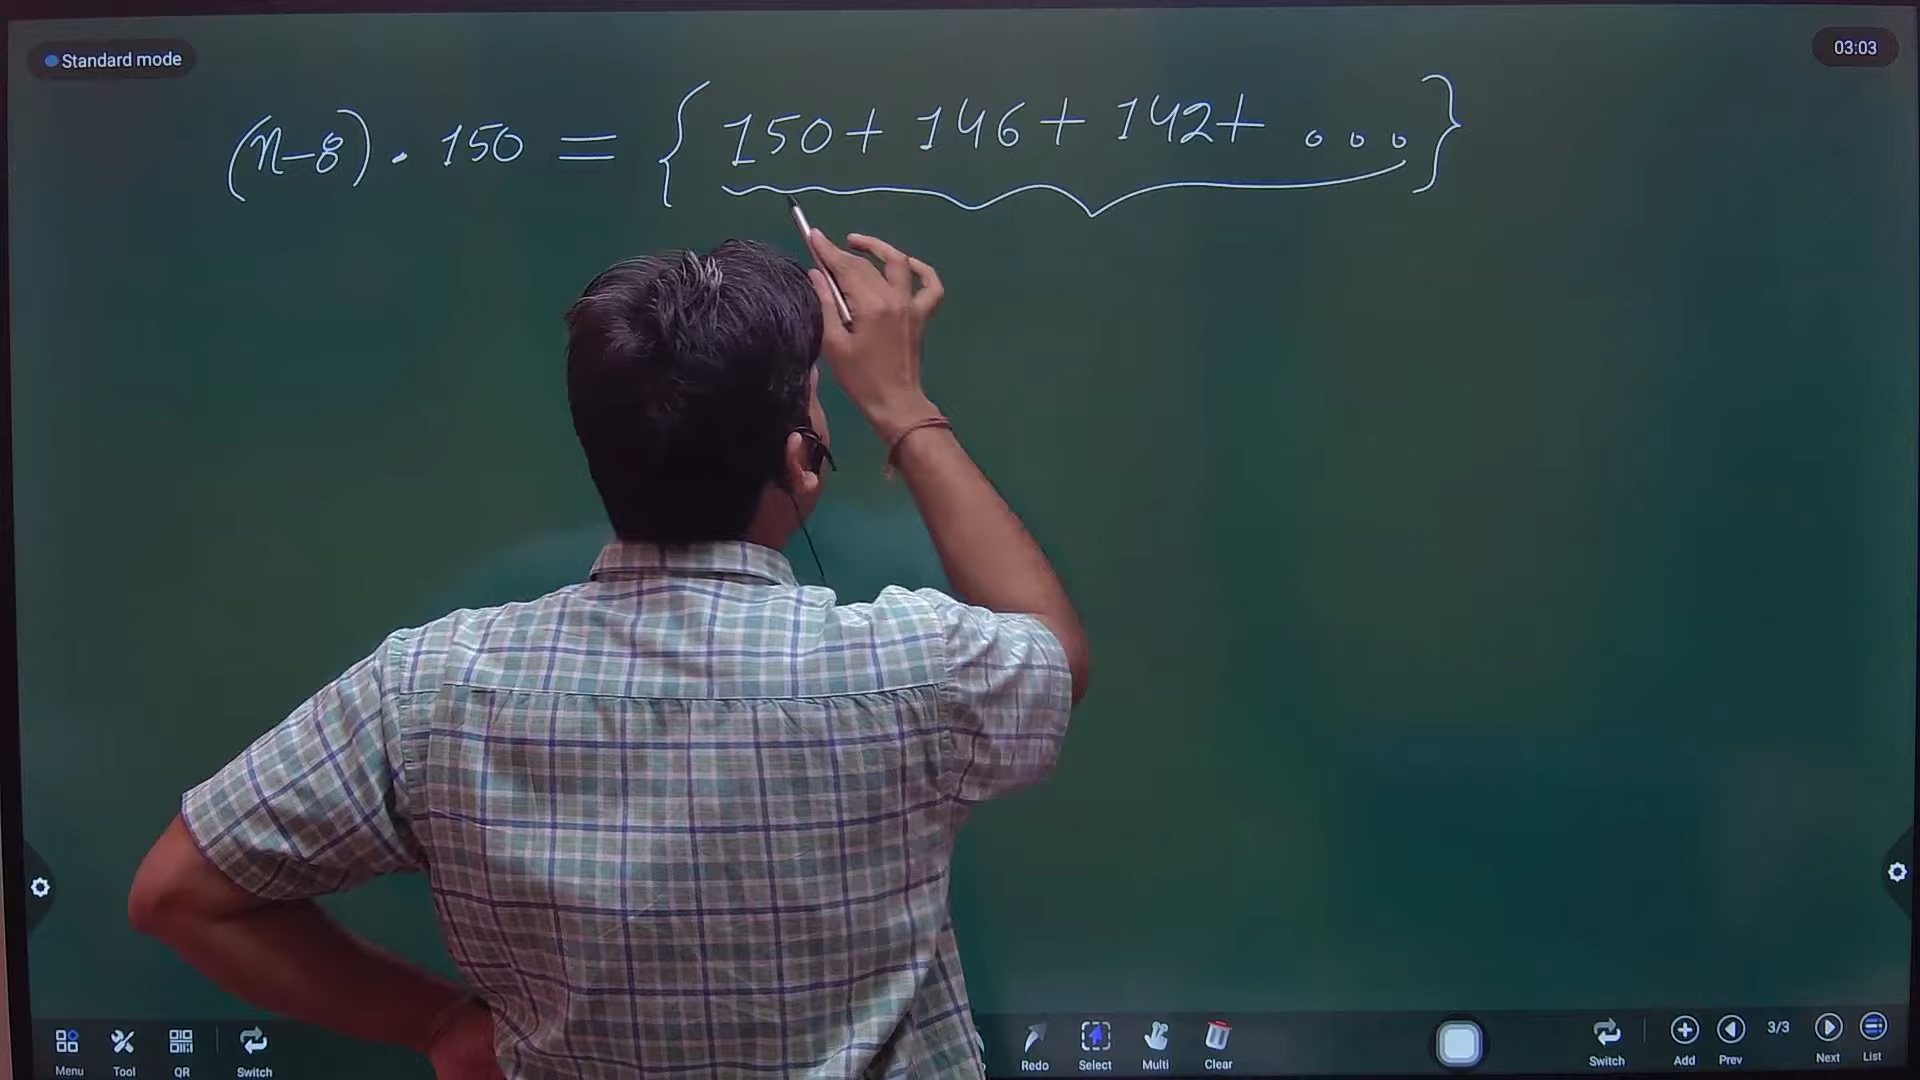 Standard mode
03:03
(n-8) . 150 = { 150 + 146 + 142 + ... }
Menu
Tool
QR
Switch
Redo
Select
Multi
Clear
Switch
Add
Prev
3/3
Next
List